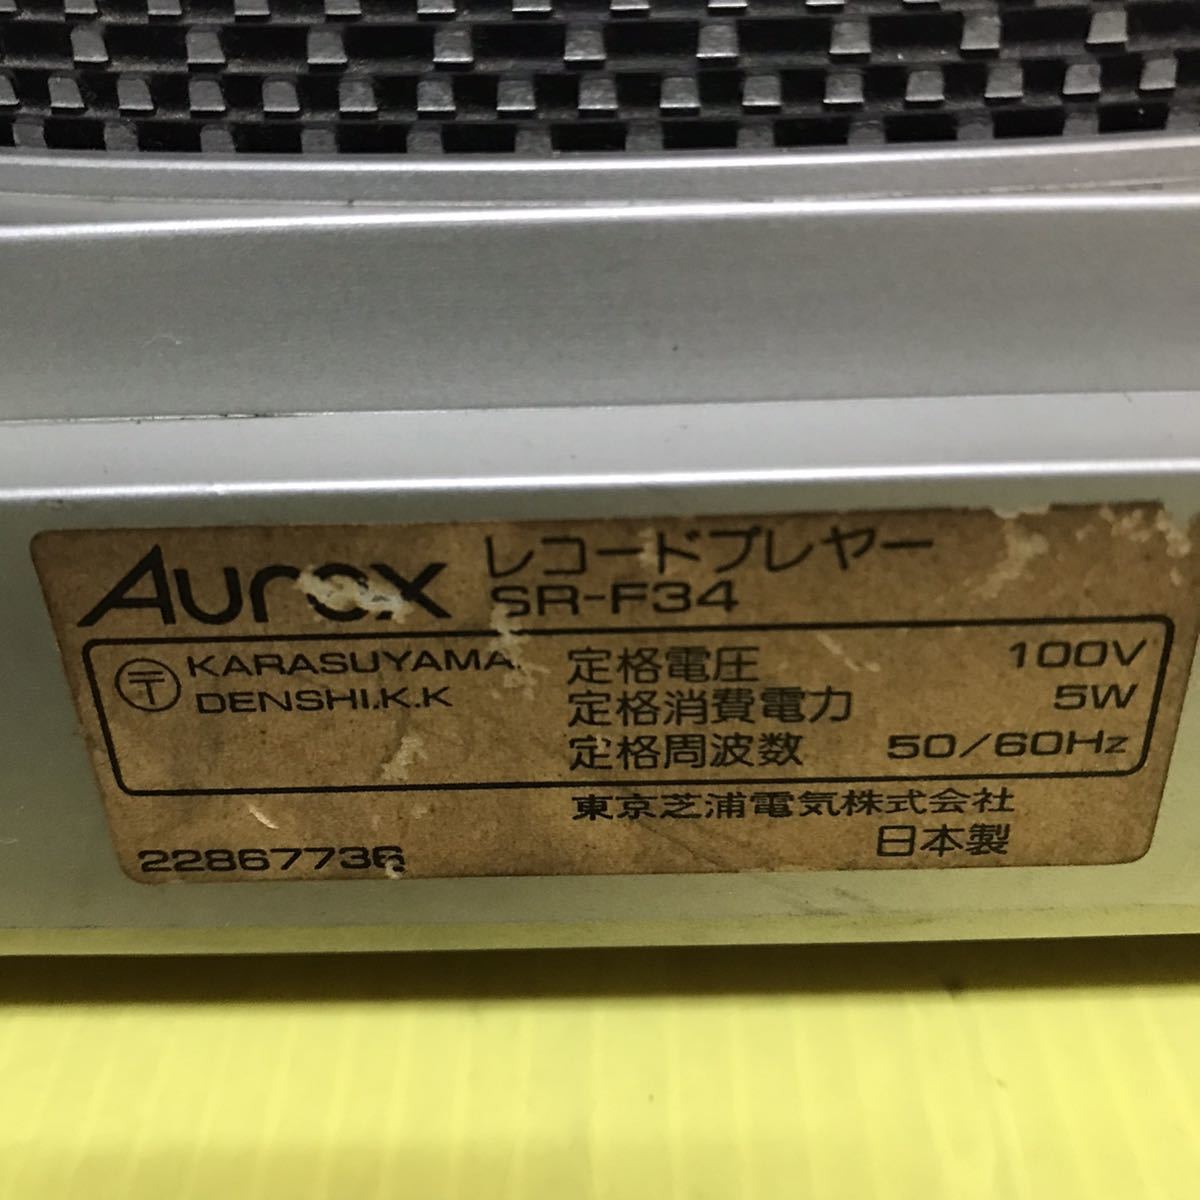 Aurex
レコードプレヤー
SR-F34
〒 KARASUYAMA
DENSHI.K.K
定格電圧 100V
定格消費電力 5W
定格周波数 50/60Hz
東京芝浦電気株式会社
日本製
22867736